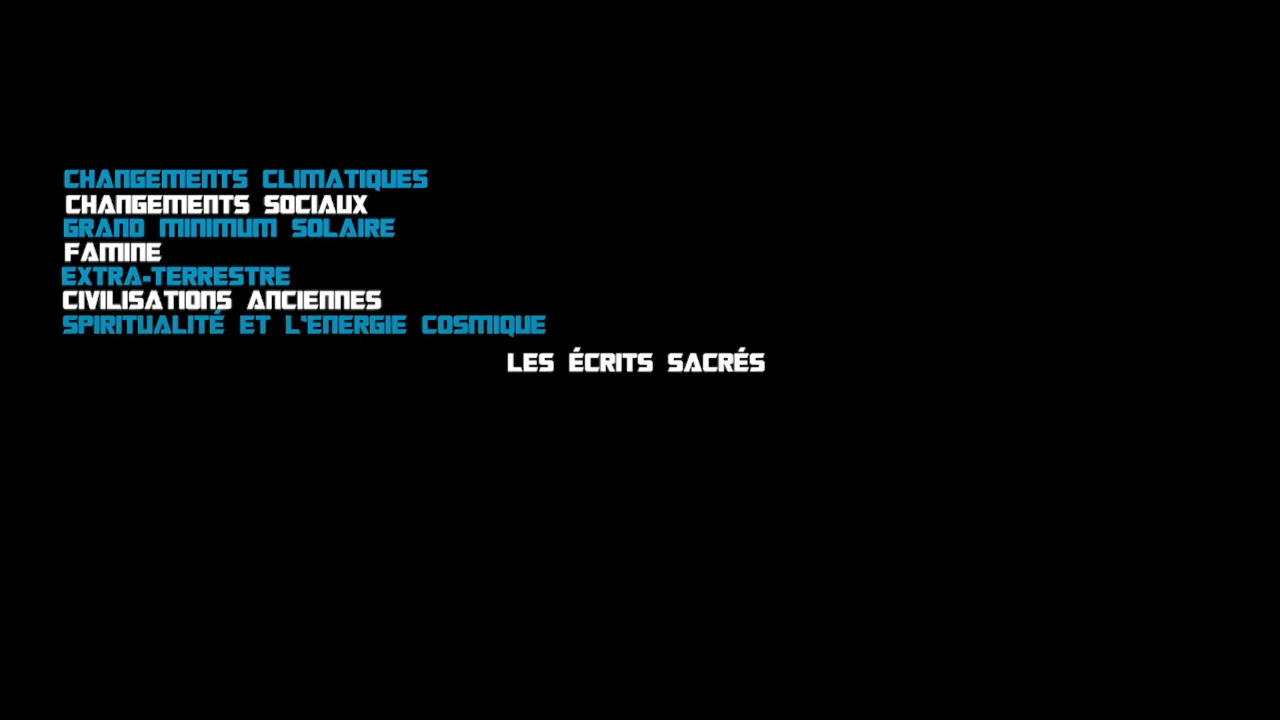 CHANGEMENTS CLIMATIQUES
CHANGEMENTS SOCIAUX
GRAND MINIMUM SOLAIRE
FAMINE
EXTRA-TERRESTRE
CIVILISATIONS ANCIENNES
SPIRITUALITÉ ET L'ENERGIE COSMIQUE
LES ÉCRITS SACRÉS